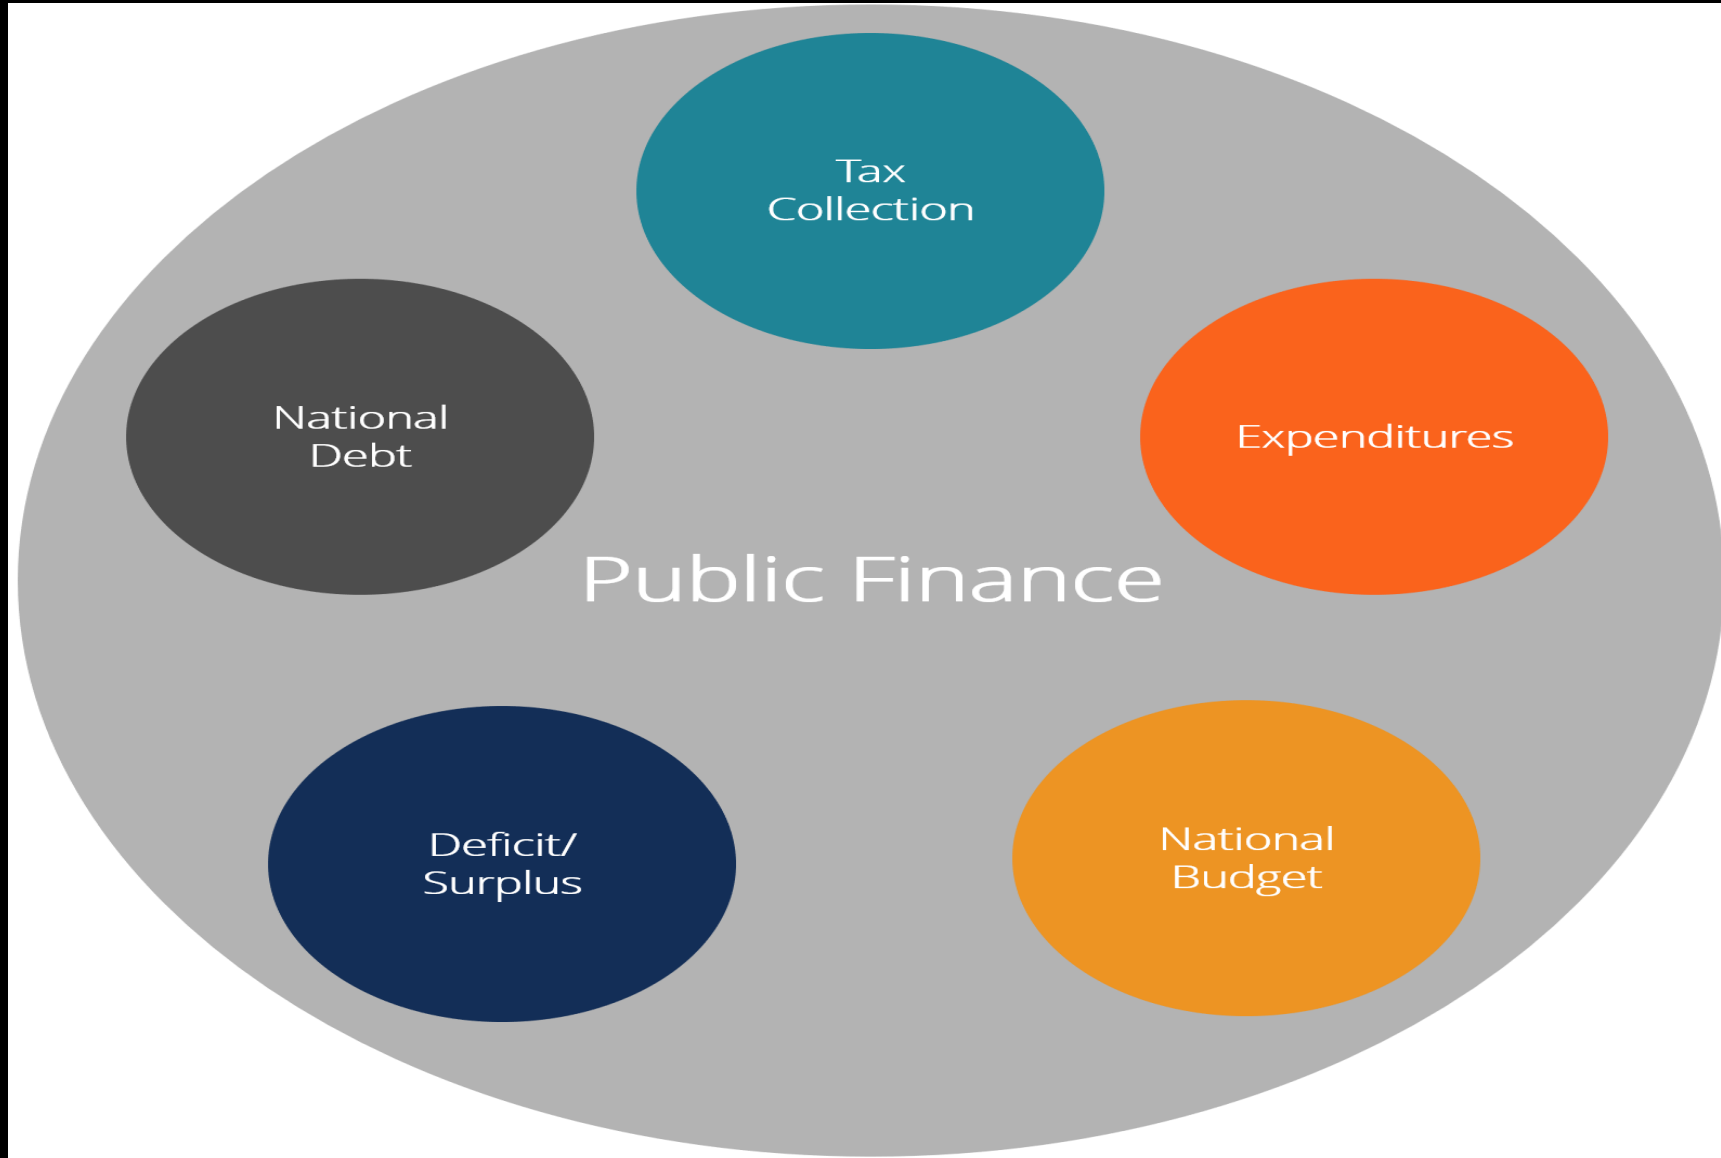 Tax
Collection
National
Debt
Expenditures
Public Finance
Deficit/
Surplus
National
Budget